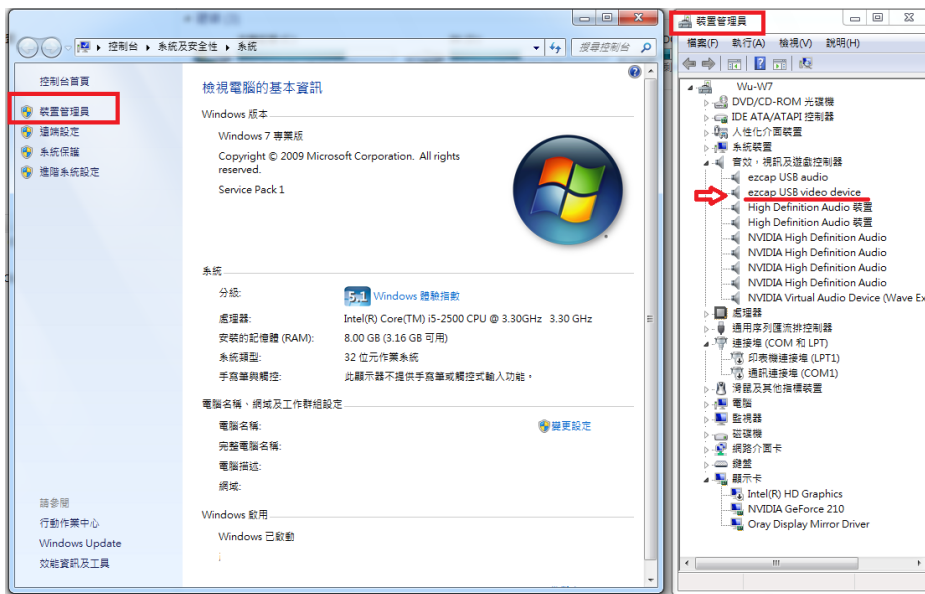 控制台 ▸ 系統及安全性 ▸ 系統
搜尋控制台
控制台首頁
裝置管理員
遠端設定
系統保護
進階系統設定
請參閱
行動作業中心
Windows Update
效能資訊及工具
檢視電腦的基本資訊
Windows 版本
Windows 7 專業版
Copyright © 2009 Microsoft Corporation. All rights
reserved.
Service Pack 1
系統
分級:
5.1 Windows 體驗指數
處理器: Intel(R) Core(TM) i5-2500 CPU @ 3.30GHz 3.30 GHz
安裝的記憶體 (RAM): 8.00 GB (3.16 GB 可用)
系統類型: 32 位元作業系統
手寫筆與觸控: 此顯示器不提供手寫筆或觸控式輸入功能。
電腦名稱、網域及工作群組設定
電腦名稱: 變更設定
完整電腦名稱:
電腦描述:
網域:
Windows 啟用
Windows 已啟動
裝置管理員
檔案(F) 執行(A) 檢視(V) 說明(H)
Wu-W7
DVD/CD-ROM 光碟機
IDE ATA/ATAPI 控制器
人性化介面裝置
系統裝置
音效，視訊及遊戲控制器
ezcap USB audio
ezcap USB video device
High Definition Audio 裝置
High Definition Audio 裝置
NVIDIA High Definition Audio
NVIDIA High Definition Audio
NVIDIA High Definition Audio
NVIDIA High Definition Audio
NVIDIA Virtual Audio Device (Wave Ex
處理器
通用序列匯流排控制器
連接埠 (COM 和 LPT)
印表機連接埠 (LPT1)
通訊連接埠 (COM1)
滑鼠及其他指標裝置
電腦
監視器
磁碟機
網路介面卡
鍵盤
顯示卡
Intel(R) HD Graphics
NVIDIA GeForce 210
Oray Display Mirror Driver